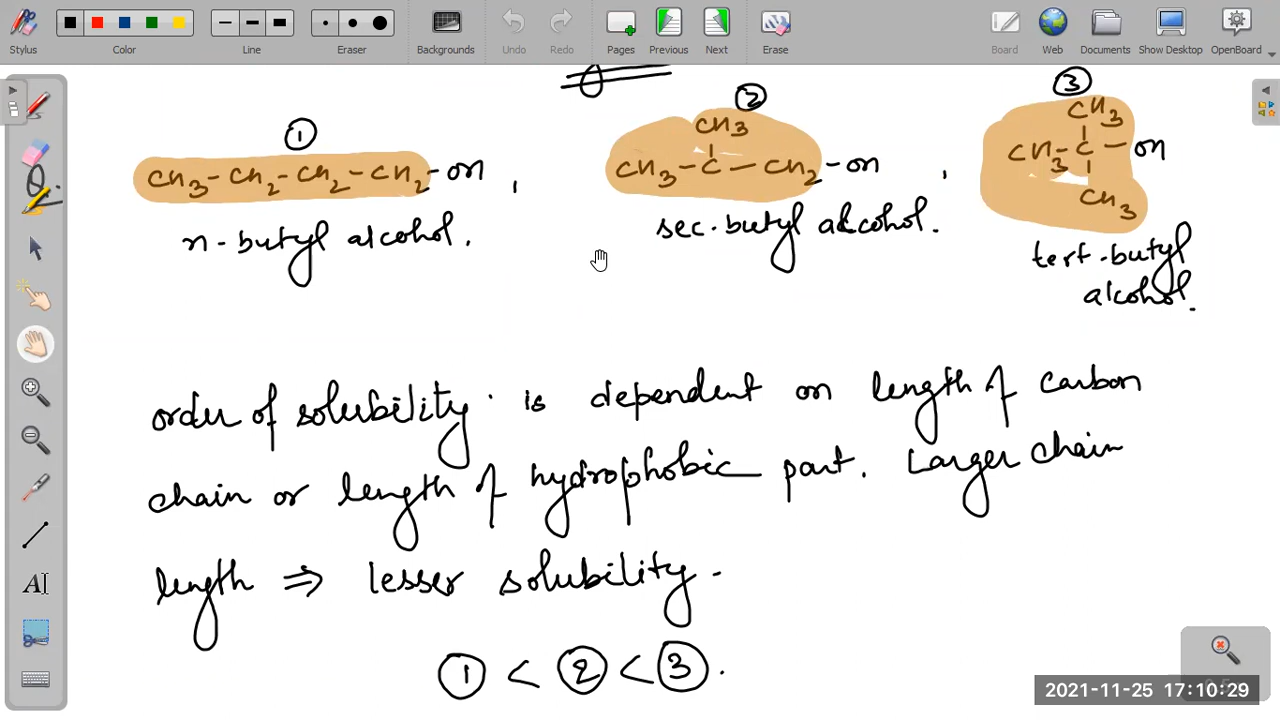 Stylus
Color
Line
Eraser
Backgrounds
Undo
Redo
Pages
Previous
Next
Erase
Board
Web
Documents
Show Desktop
OpenBoard
①
②
③
CH3-CH2-CH2-CH2-OH,
CH3
CH3-C-CH2-OH,
CH3
CH3-C-OH
CH3
n-butyl alcohol.
sec.butyl alcohol.
tert-butyl
alcohol.
order of solubility. is dependent on length of carbon
chain or length of hydrophobic part. Larger chain
length ⇒ lesser solubility.
① < ② < ③.
2021-11-25 17:10:29